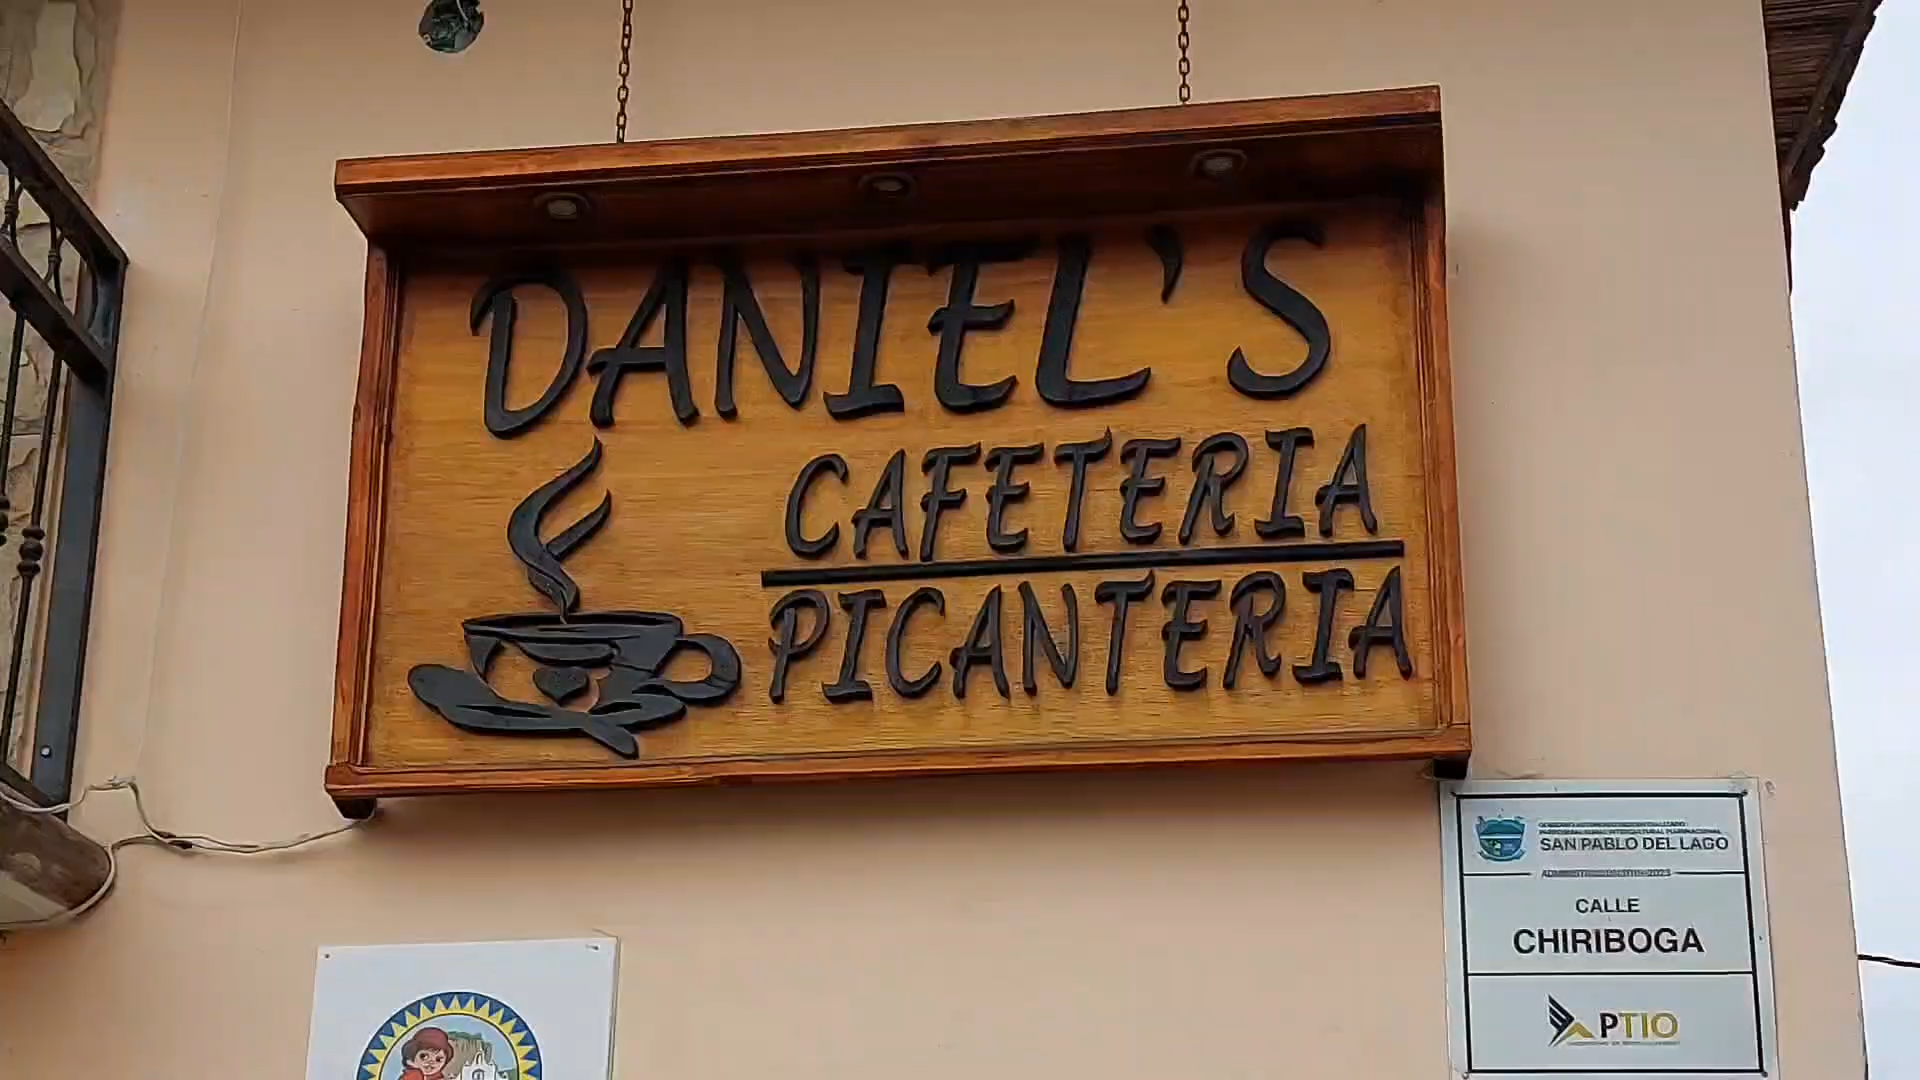 DANIEL'S
CAFETERIA
PICANTERIA
SAN PABLO DEL LAGO
CALLE
CHIRIBOGA
PTIO